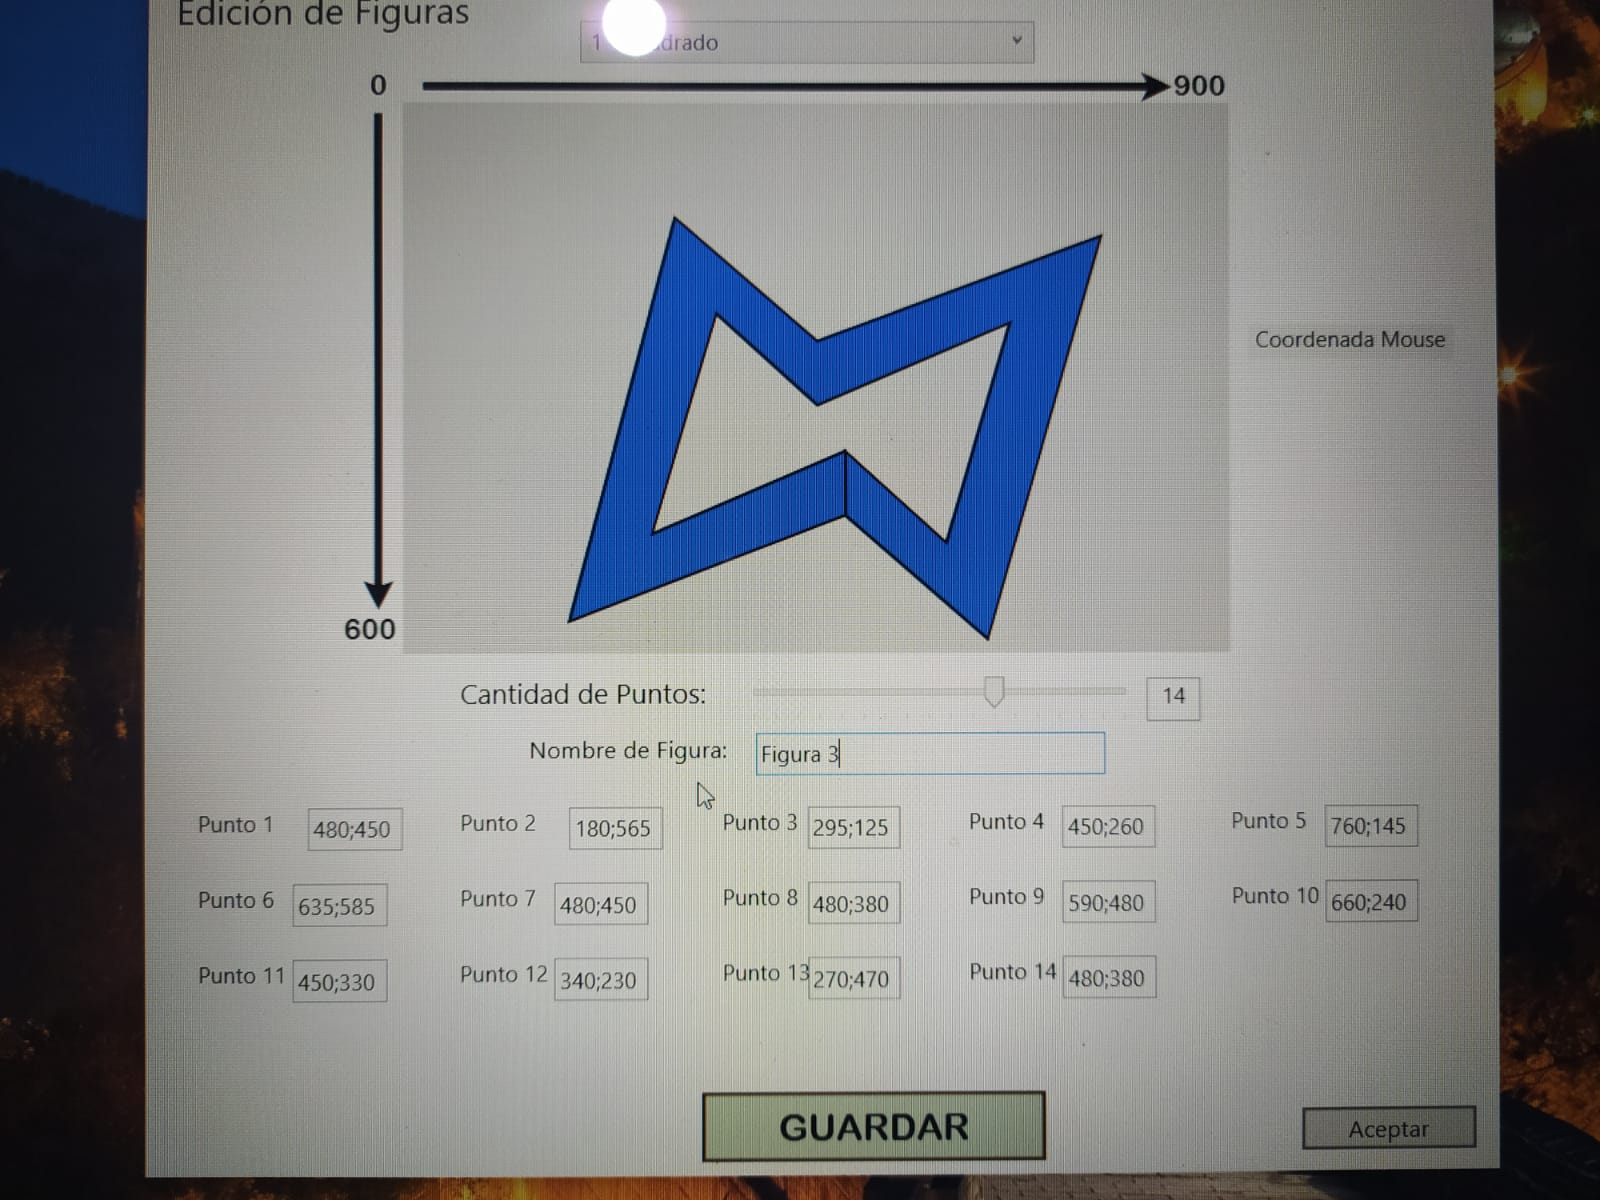 Edición de Figuras
1 drado
0 900
600
Coordenada Mouse
Cantidad de Puntos: 14
Nombre de Figura: Figura 3
Punto 1 480;450 Punto 2 180;565 Punto 3 295;125 Punto 4 450;260 Punto 5 760;145
Punto 6 635;585 Punto 7 480;450 Punto 8 480;380 Punto 9 590;480 Punto 10 660;240
Punto 11 450;330 Punto 12 340;230 Punto 13 270;470 Punto 14 480;380
GUARDAR
Aceptar